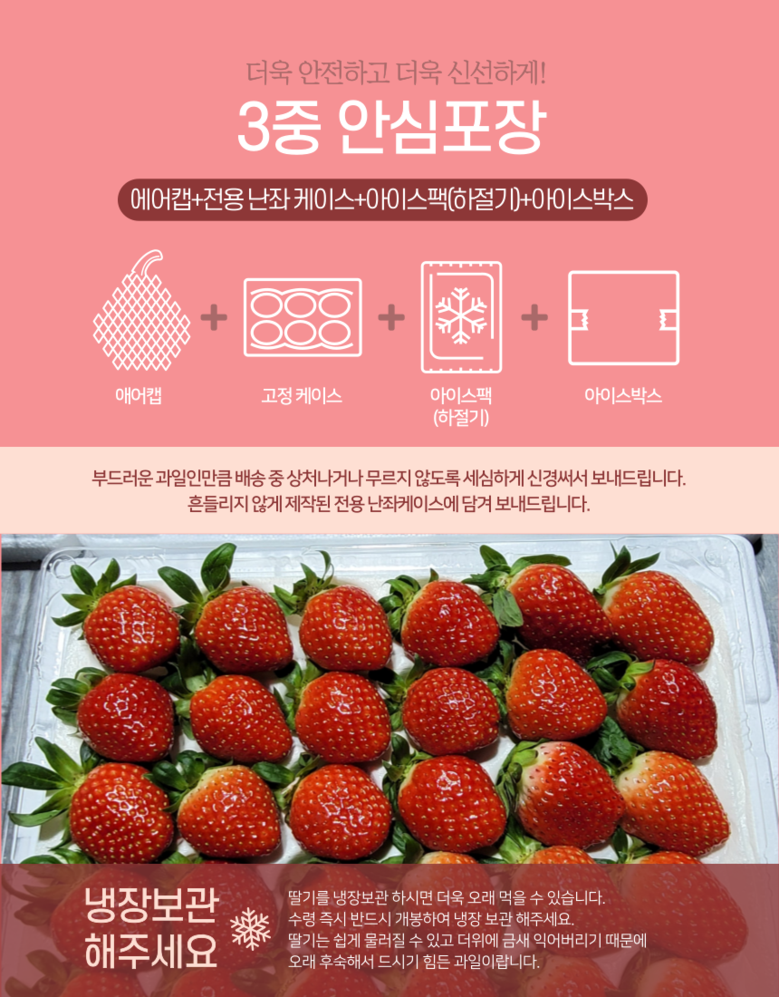 더욱 안전하고 더욱 신선하게!
3중 안심포장
에어캡+전용 난좌 케이스+아이스팩(하절기)+아이스박스
애어캡
고정 케이스
아이스팩
(하절기)
아이스박스
부드러운 과일인만큼 배송 중 상처나거나 무르지 않도록 세심하게 신경써서 보내드립니다.
흔들리지 않게 제작된 전용 난좌케이스에 담겨 보내드립니다.
냉장보관
해주세요
딸기를 냉장보관 하시면 더욱 오래 먹을 수 있습니다.
수령 즉시 반드시 개봉하여 냉장 보관 해주세요.
딸기는 쉽게 물러질 수 있고 더위에 금새 익어버리기 때문에
오래 후숙해서 드시기 힘든 과일이랍니다.